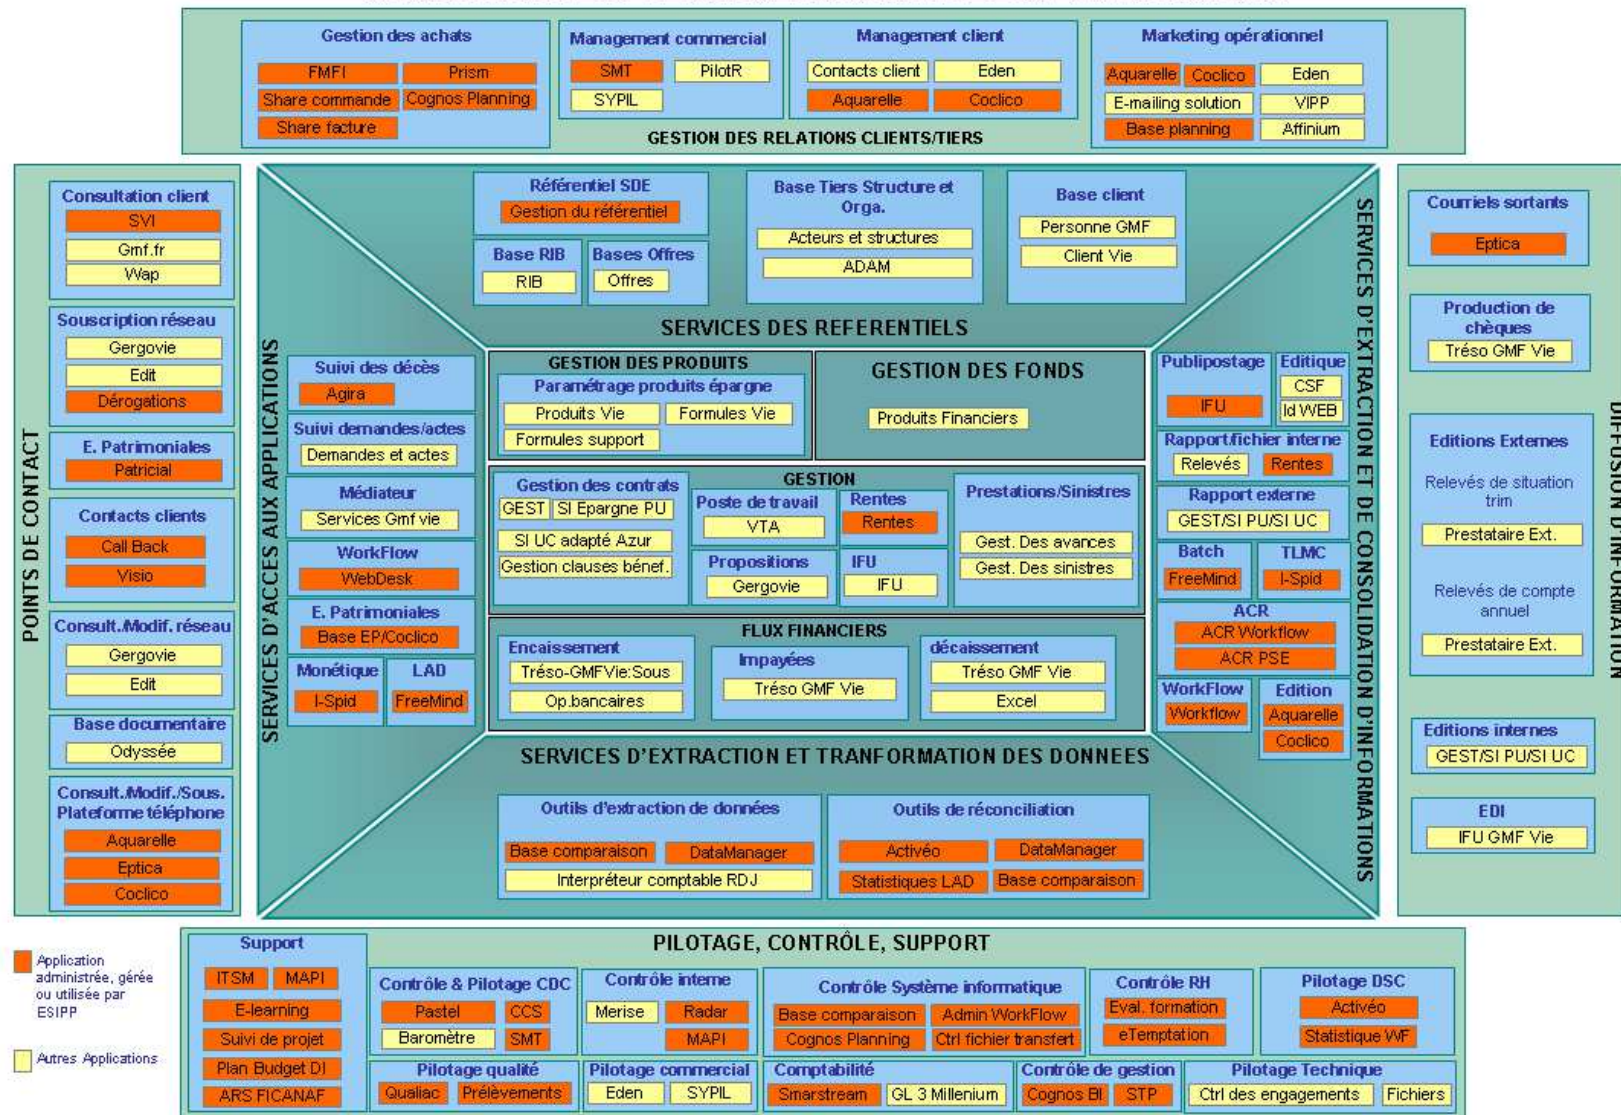 Gestion des achats
FMFI
Prism
Share commande
Cognos Planning
Share facture
Management commercial
SMT
PilotR
SYPIL
Management client
Contacts client
Eden
Aquarelle
Coclico
Marketing opérationnel
Aquarelle
Coclico
Eden
E-mailing solution
VIPP
Base planning
Affinium
GESTION DES RELATIONS CLIENTS/TIERS
POINTS DE CONTACT
Consultation client
SVI
Gmf.fr
Wap
Souscription réseau
Gergovie
Edit
Dérogations
E. Patrimoniales
Patricial
Contacts clients
Call Back
Visio
Consult./Modif. réseau
Gergovie
Edit
Base documentaire
Odyssée
Consult./Modif./Sous.
Plateforme téléphone
Aquarelle
Eptica
Coclico
SERVICES D'ACCES AUX APPLICATIONS
Suivi des décès
Agira
Suivi demandes/actes
Demandes et actes
Médiateur
Services Gmf vie
WorkFlow
WebDesk
E. Patrimoniales
Base EP/Coclico
Monétique
I-Spid
LAD
FreeMind
Référentiel SDE
Gestion du référentiel
Base RIB
RIB
Bases Offres
Offres
Base Tiers Structure et
Orga.
Acteurs et structures
ADAM
Base client
Personne GMF
Client Vie
SERVICES DES REFERENTIELS
GESTION DES PRODUITS
Paramétrage produits épargne
Produits Vie
Formules Vie
Formules support
GESTION DES FONDS
Produits Financiers
GESTION
Gestion des contrats
GEST
SI Epargne PU
SI UC adapté Azur
Gestion clauses bénef.
Poste de travail
VTA
Propositions
Gergovie
Rentes
Rentes
IFU
IFU
Prestations/Sinistres
Gest. Des avances
Gest. Des sinistres
FLUX FINANCIERS
Encaissement
Tréso-GMFVie:Sous
Op.bancaires
Impayées
Tréso GMF Vie
décaissement
Tréso GMF Vie
Excel
SERVICES D'EXTRACTION ET TRANFORMATION DES DONNEES
Outils d'extraction de données
Base comparaison
DataManager
Interpréteur comptable RDJ
Outils de réconciliation
Activéo
DataManager
Statistiques LAD
Base comparaison
SERVICES D'EXTRACTION ET DE CONSOLIDATION D'INFORMATIONS
Publipostage
IFU
Editique
CSF
Id WEB
Rapport/fichier interne
Relevés
Rentes
Rapport externe
GEST/SI PU/SI UC
Batch
FreeMind
TLMC
I-Spid
ACR
ACR Workflow
ACR PSE
WorkFlow
Workflow
Edition
Aquarelle
Coclico
DIFFUSION D'INFORMATION
Courriels sortants
Eptica
Production de
chèques
Tréso GMF Vie
Editions Externes
Relevés de situation
trim
Prestataire Ext.
Relevés de compte
annuel
Prestataire Ext.
Editions internes
GEST/SI PU/SI UC
EDI
IFU GMF Vie
PILOTAGE, CONTRÔLE, SUPPORT
Support
ITSM
MAPI
E-learning
Suivi de projet
Plan Budget DI
ARS FICANAF
Contrôle & Pilotage CDC
Pastel
CCS
Baromètre
SMT
Contrôle interne
Merise
Radar
MAPI
Contrôle Système informatique
Base comparaison
Admin WorkFlow
Cognos Planning
Ctrl fichier transfert
Contrôle RH
Eval. formation
eTemptation
Pilotage DSC
Activéo
Statistique WF
Pilotage qualité
Qualiac
Prélèvements
Pilotage commercial
Eden
SYPIL
Comptabilité
Smarstream
GL 3 Millenium
Contrôle de gestion
Cognos BI
STP
Pilotage Technique
Ctrl des engagements
Fichiers
Application
administrée, gérée
ou utilisée par
ESIPP
Autres Applications